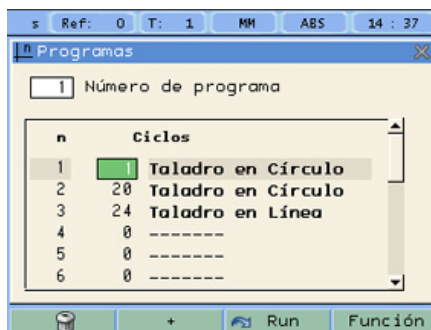 s Ref: 0 T: 1 MM ABS 14 : 37
n Programas
1 Número de programa
n Ciclos
1 1 Taladro en Círculo
2 20 Taladro en Círculo
3 24 Taladro en Línea
4 0 -------
5 0 -------
6 0 -------
+ Run Función